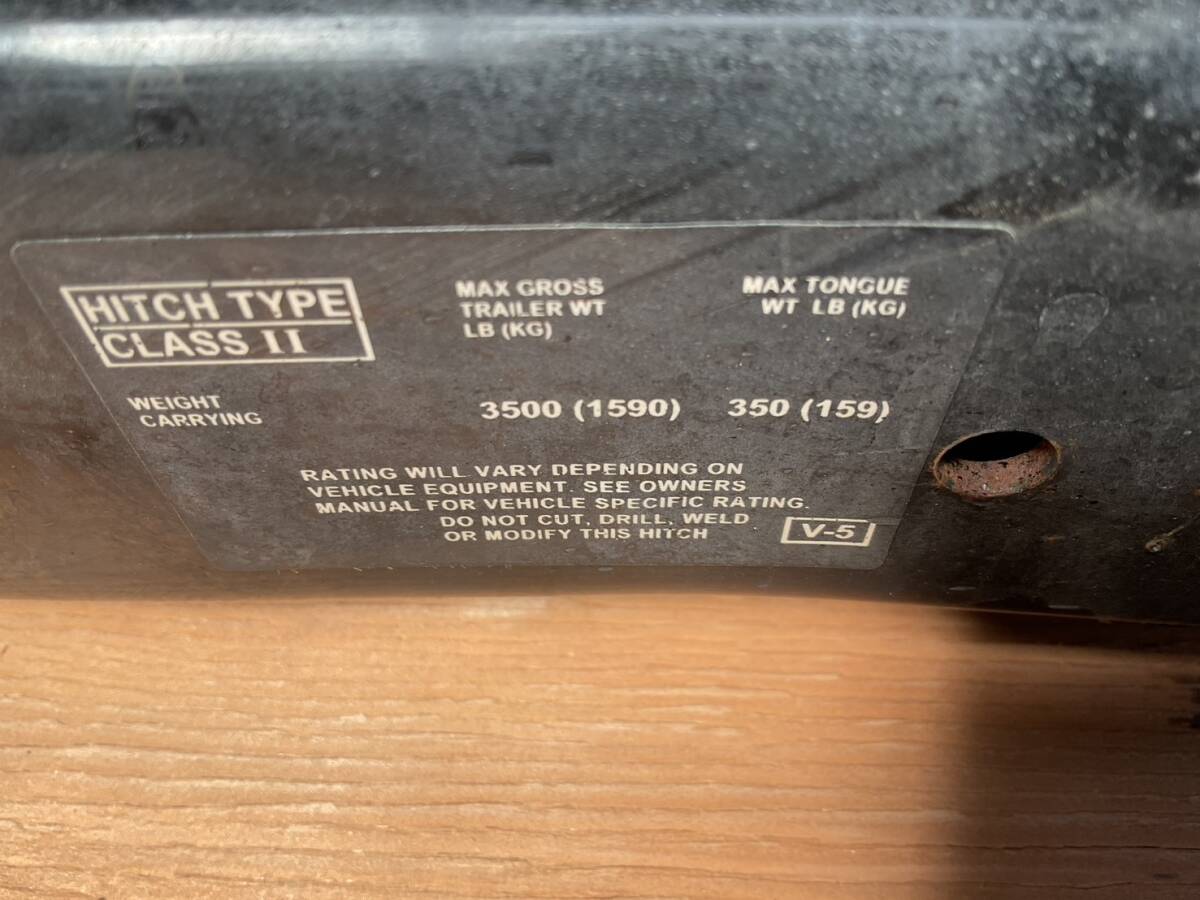 HITCH TYPE
CLASS II
MAX GROSS
TRAILER WT
LB (KG)
MAX TONGUE
WT LB (KG)
WEIGHT
CARRYING
3500 (1590)
350 (159)
RATING WILL VARY DEPENDING ON
VEHICLE EQUIPMENT. SEE OWNERS
MANUAL FOR VEHICLE SPECIFIC RATING.
DO NOT CUT, DRILL, WELD
OR MODIFY THIS HITCH
V-5